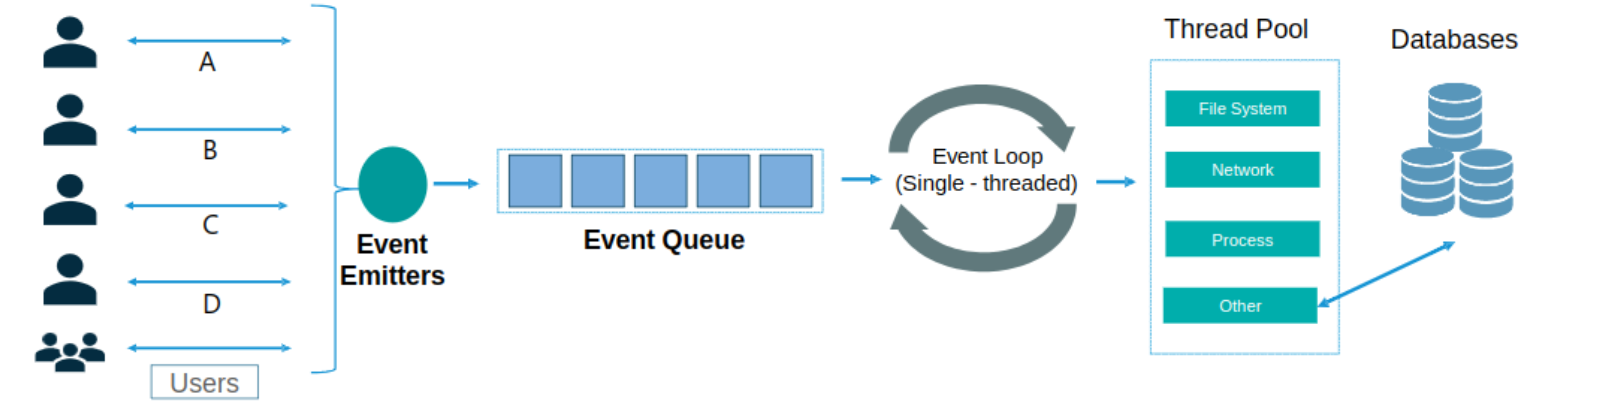 A
B
C
D
Users
Event
Emitters
Event Queue
Event Loop
(Single - threaded)
Thread Pool
File System
Network
Process
Other
Databases